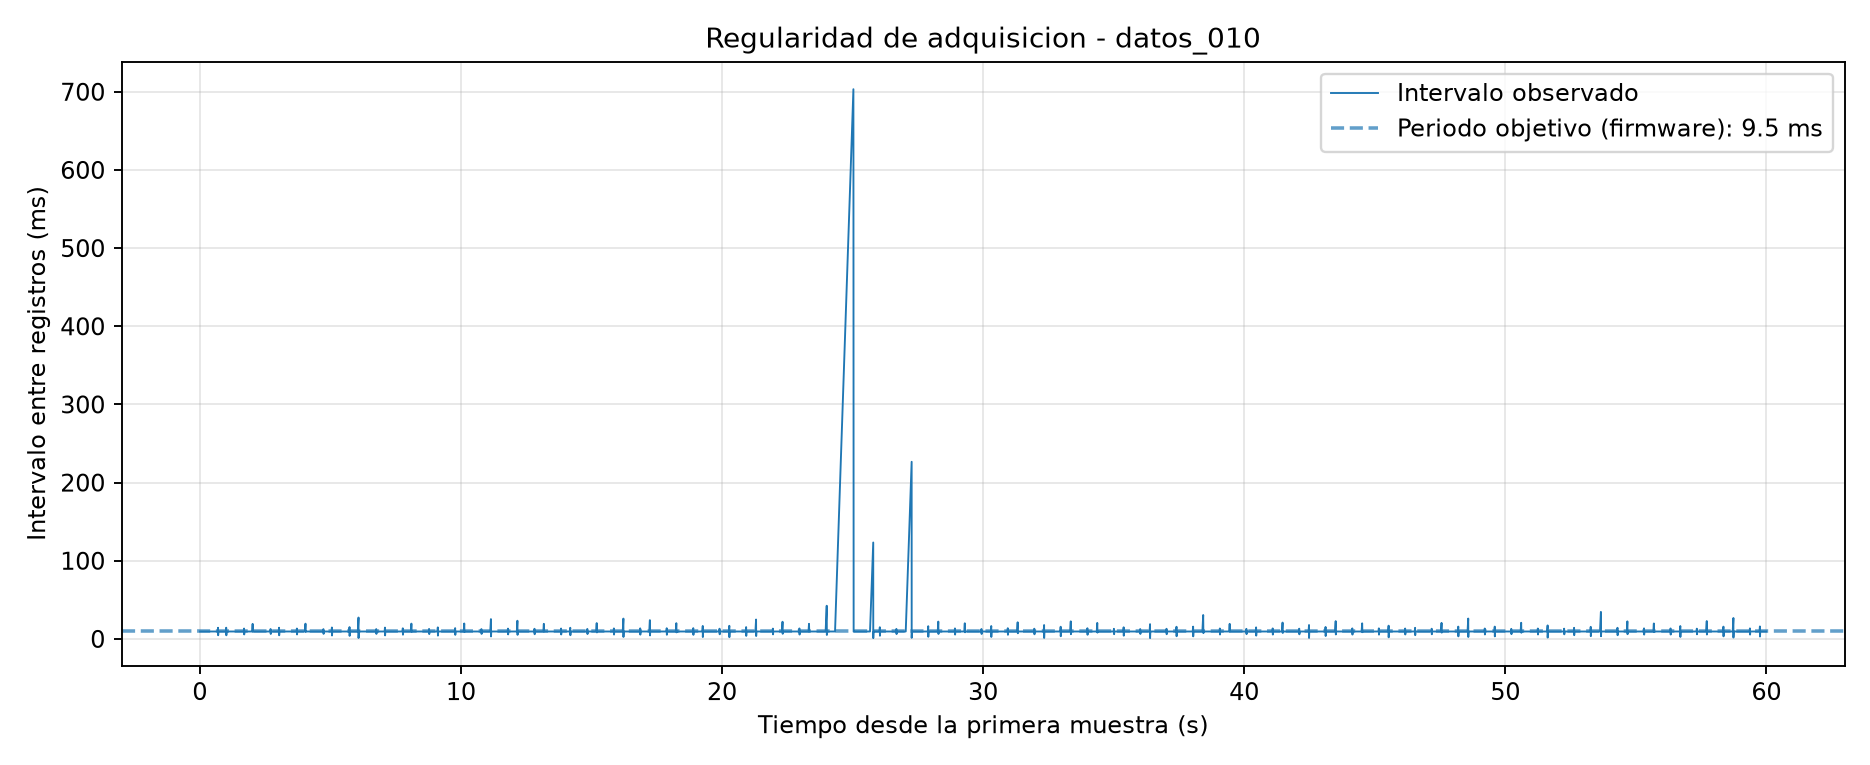 Regularidad de adquisicion - datos_010
Intervalo observado
Periodo objetivo (firmware): 9.5 ms
Intervalo entre registros (ms)
700
600
500
400
300
200
100
0
0 10 20 30 40 50 60
Tiempo desde la primera muestra (s)